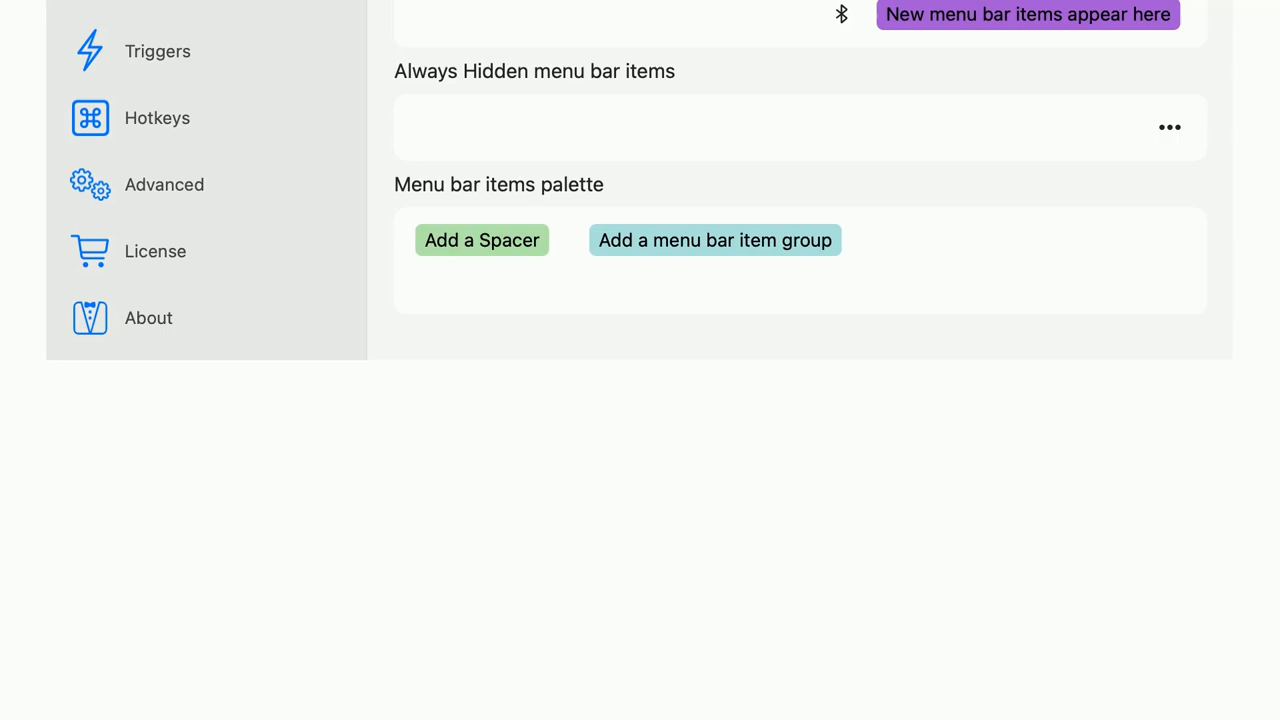 New menu bar items appear here
Triggers
Always Hidden menu bar items
Hotkeys
•••
Menu bar items palette
Advanced
Add a Spacer
Add a menu bar item group
License
About